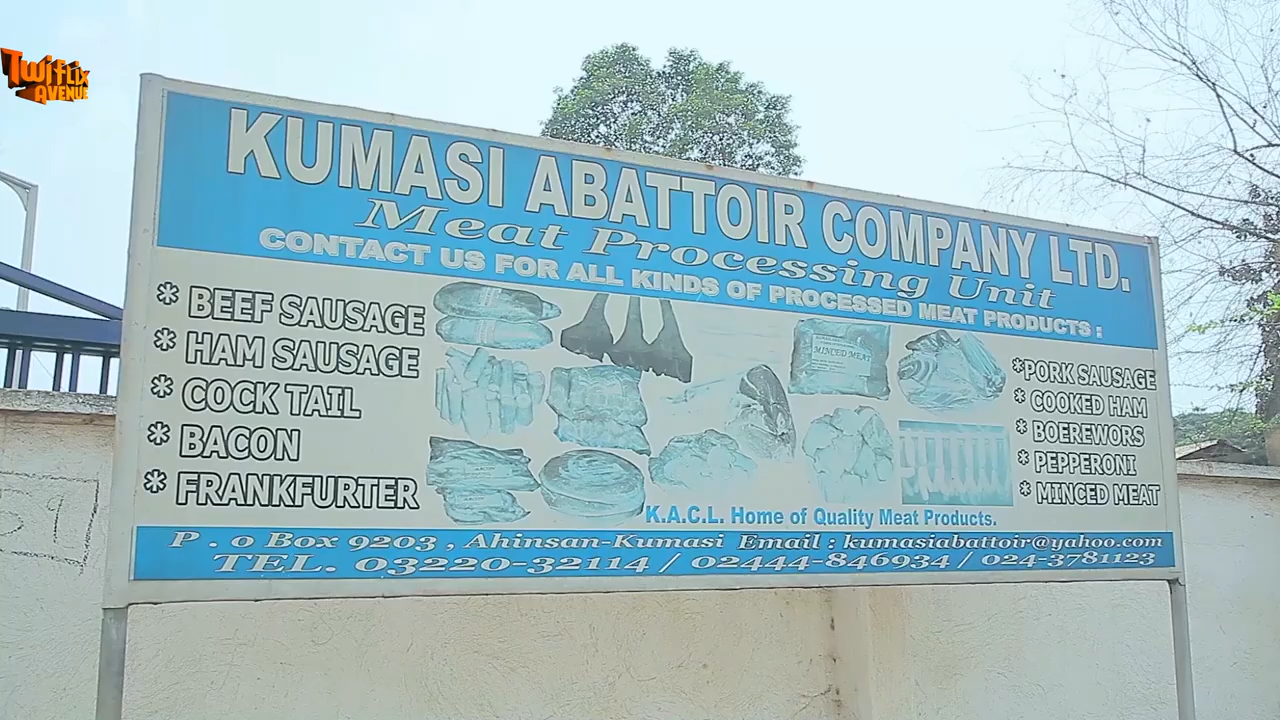 Twiflix
Avenue
KUMASI ABATTOIR COMPANY LTD.
Meat Processing Unit
CONTACT US FOR ALL KINDS OF PROCESSED MEAT PRODUCTS :
* BEEF SAUSAGE
* HAM SAUSAGE
* COCK TAIL
* BACON
* FRANKFURTER
MINCED MEAT
*PORK SAUSAGE
* COOKED HAM
* BOEREWORS
* PEPPERONI
* MINCED MEAT
K.A.C.L. Home of Quality Meat Products.
P . o Box 9203 , Ahinsan-Kumasi Email : kumasiabattoir@yahoo.com
TEL. 03220-32114 / 02444-846934 / 024-3781123